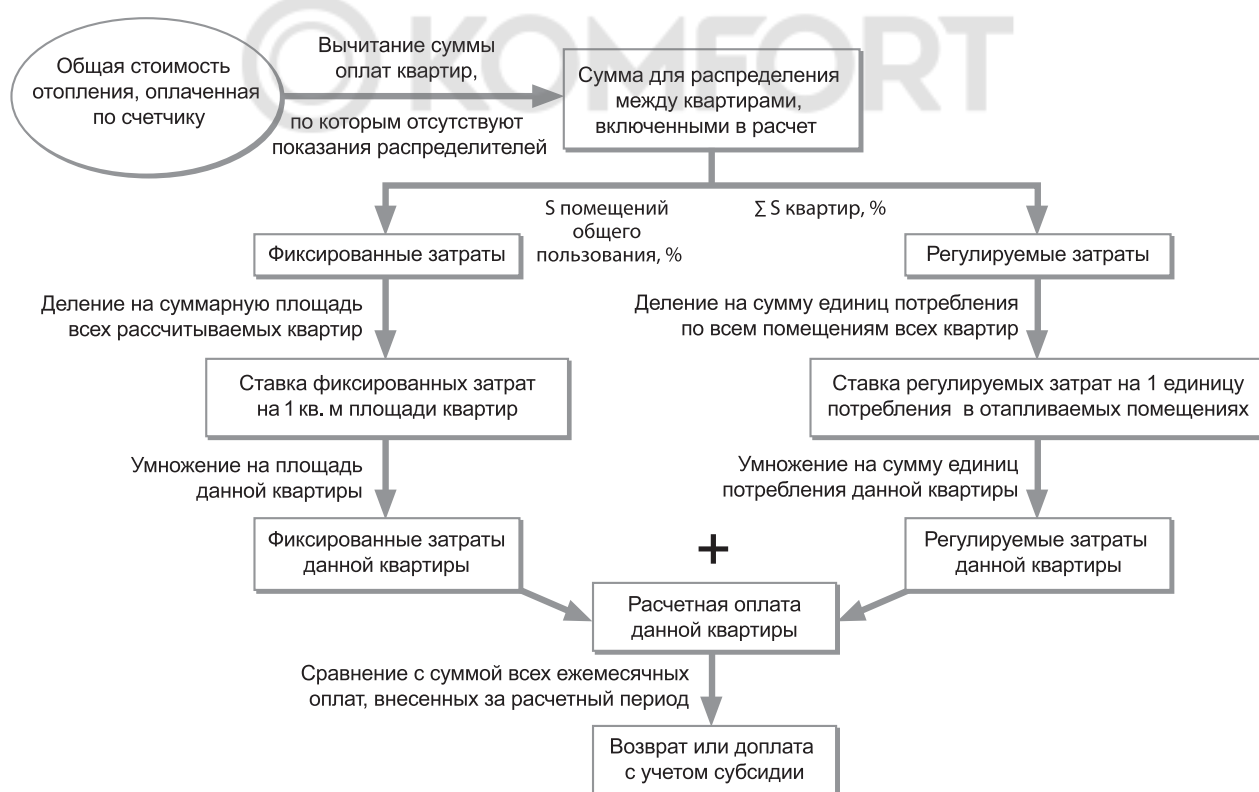 © KOMFORT
Общая стоимость
отопления, оплаченная
по счетчику
Вычитание суммы
оплат квартир,
по которым отсутствуют
показания распределителей
Сумма для распределения
между квартирами,
включенными в расчет
S помещений
общего
пользования, %
∑ S квартир, %
Фиксированные затраты
Регулируемые затраты
Деление на суммарную площадь
всех рассчитываемых квартир
Деление на сумму единиц потребления
по всем помещениям всех квартир
Ставка фиксированных затрат
на 1 кв. м площади квартир
Ставка регулируемых затрат на 1 единицу
потребления в отапливаемых помещениях
Умножение на площадь
данной квартиры
Умножение на сумму единиц
потребления данной квартиры
Фиксированные затраты
данной квартиры
+
Регулируемые затраты
данной квартиры
Расчетная оплата
данной квартиры
Сравнение с суммой всех ежемесячных
оплат, внесенных за расчетный период
Возврат или доплата
с учетом субсидии